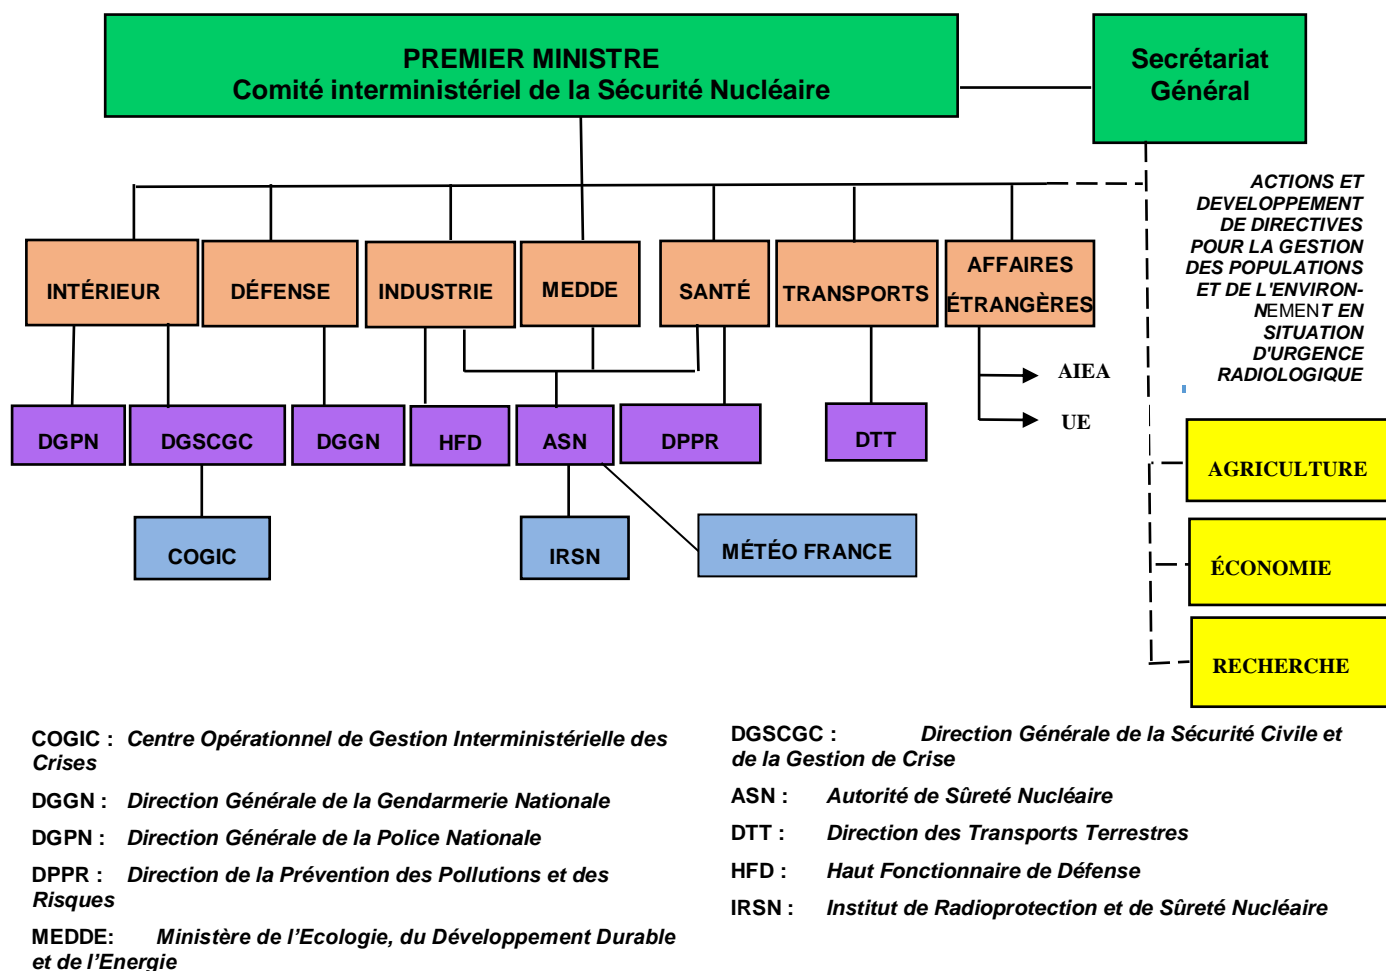 PREMIER MINISTRE
Comité interministériel de la Sécurité Nucléaire
Secrétariat
Général
ACTIONS ET
DEVELOPPEMENT
DE DIRECTIVES
POUR LA GESTION
DES POPULATIONS
ET DE L'ENVIRON-
NEMENT EN
SITUATION
D'URGENCE
RADIOLOGIQUE
INTÉRIEUR
DÉFENSE
INDUSTRIE
MEDDE
SANTÉ
TRANSPORTS
AFFAIRES
ÉTRANGÈRES
AIEA
UE
DGPN
DGSCGC
DGGN
HFD
ASN
DPPR
DTT
COGIC
IRSN
MÉTÉO FRANCE
AGRICULTURE
ÉCONOMIE
RECHERCHE
COGIC : Centre Opérationnel de Gestion Interministérielle des
Crises
DGGN : Direction Générale de la Gendarmerie Nationale
DGPN : Direction Générale de la Police Nationale
DPPR : Direction de la Prévention des Pollutions et des
Risques
MEDDE: Ministère de l’Ecologie, du Développement Durable
et de l’Energie
DGSCGC : Direction Générale de la Sécurité Civile et
de la Gestion de Crise
ASN : Autorité de Sûreté Nucléaire
DTT : Direction des Transports Terrestres
HFD : Haut Fonctionnaire de Défense
IRSN : Institut de Radioprotection et de Sûreté Nucléaire